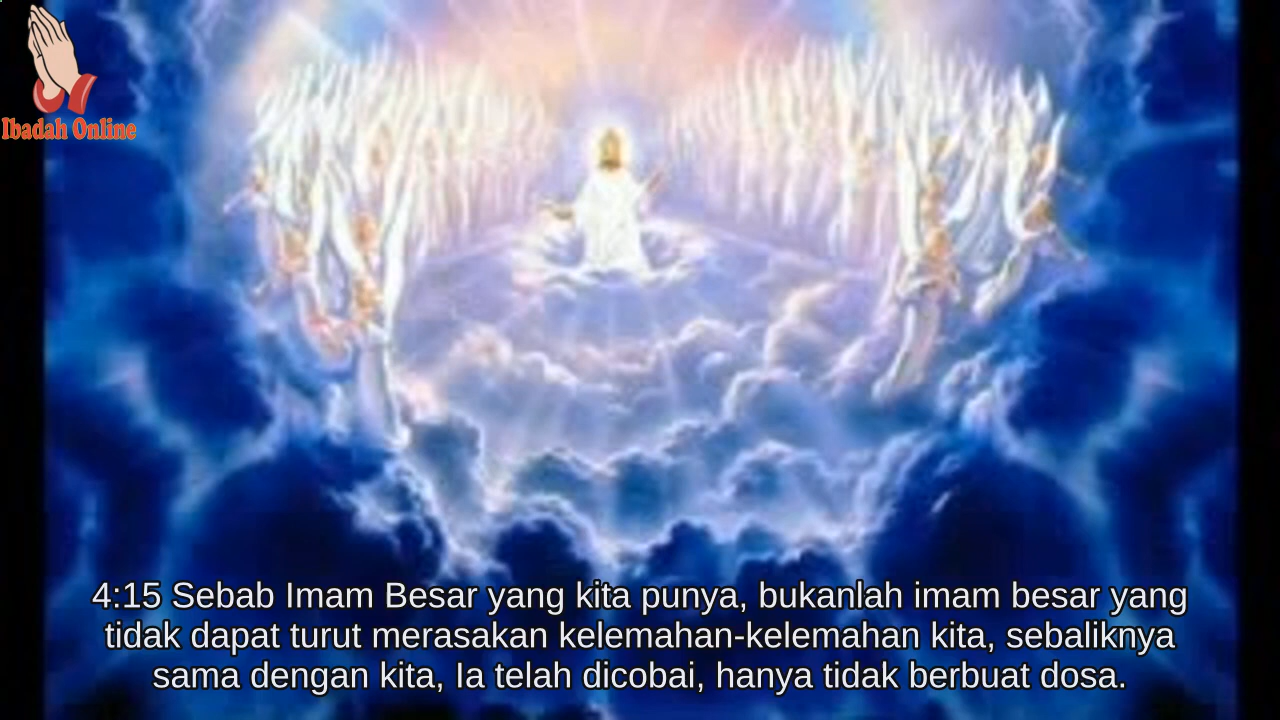 Ibadah Online
4:15 Sebab Imam Besar yang kita punya, bukanlah imam besar yang
tidak dapat turut merasakan kelemahan-kelemahan kita, sebaliknya
sama dengan kita, Ia telah dicobai, hanya tidak berbuat dosa.